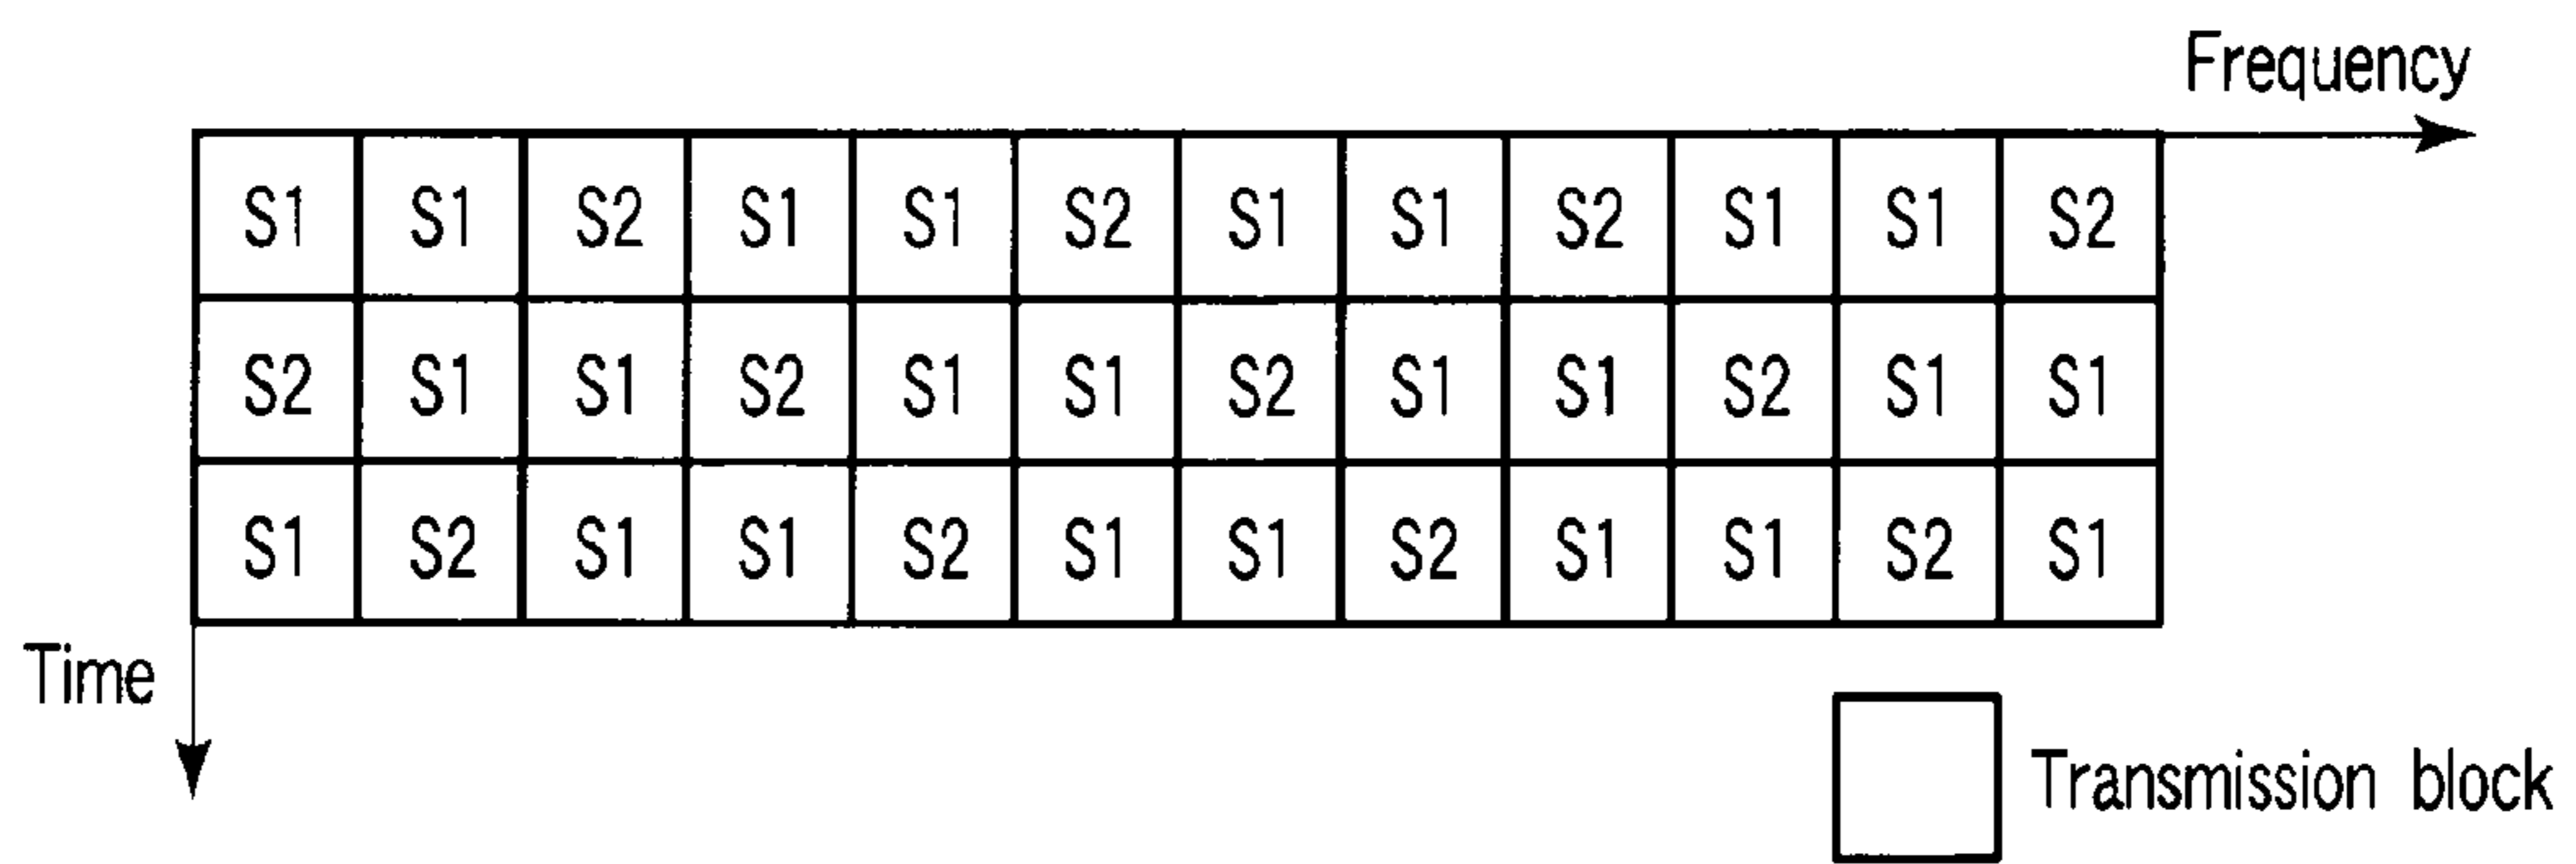 Frequency
S1 S1 S2 S1 S1 S2 S1 S1 S2 S1 S1 S2
S2 S1 S1 S2 S1 S1 S2 S1 S1 S2 S1 S1
S1 S2 S1 S1 S2 S1 S1 S2 S1 S1 S2 S1
Time
Transmission block